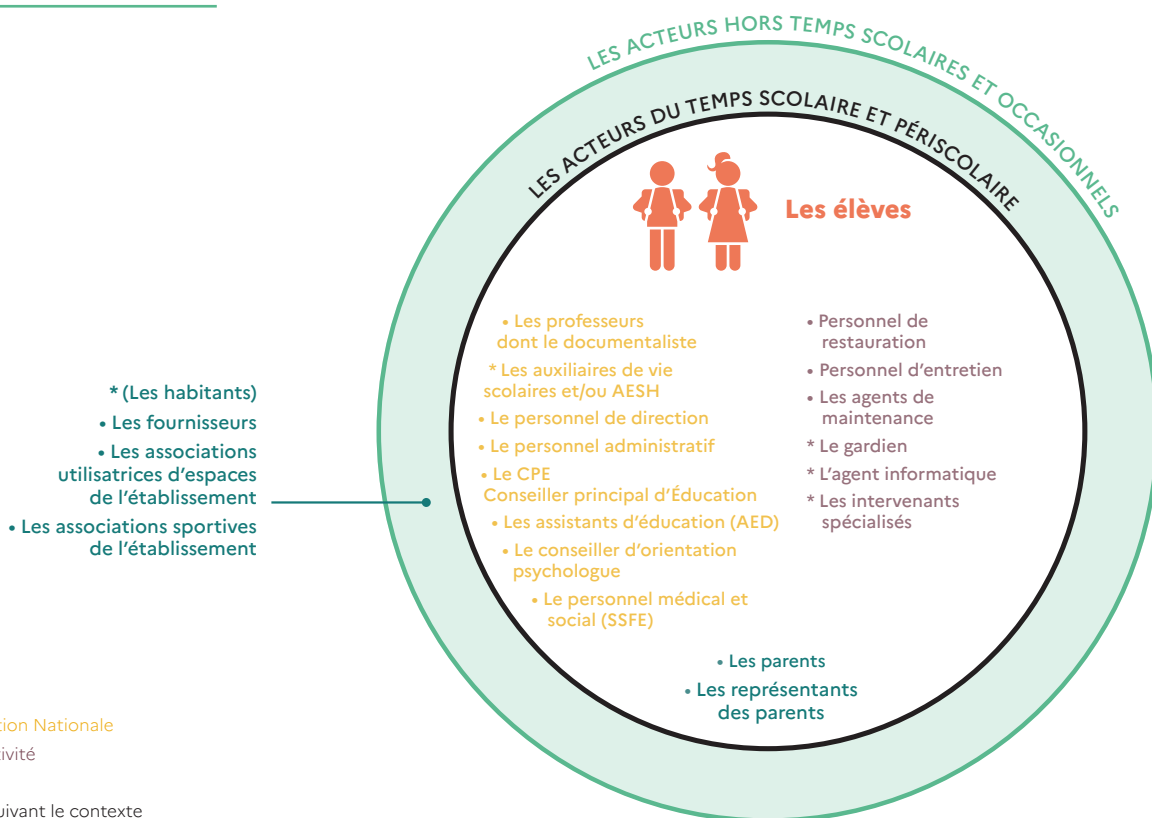 LES ACTEURS HORS TEMPS SCOLAIRES ET OCCASIONNELS
LES ACTEURS DU TEMPS SCOLAIRE ET PÉRISCOLAIRE
Les élèves
• Les professeurs
dont le documentaliste
* Les auxiliaires de vie
scolaires et/ou AESH
• Le personnel de direction
• Le personnel administratif
• Le CPE
Conseiller principal d'Éducation
• Les assistants d'éducation (AED)
• Le conseiller d'orientation
psychologue
• Le personnel médical et
social (SSFE)
• Personnel de
restauration
• Personnel d'entretien
• Les agents de
maintenance
* Le gardien
* L'agent informatique
* Les intervenants
spécialisés
• Les parents
• Les représentants
des parents
* (Les habitants)
• Les fournisseurs
• Les associations
utilisatrices d'espaces
de l'établissement
• Les associations sportives
de l'établissement
Nationale
le contexte